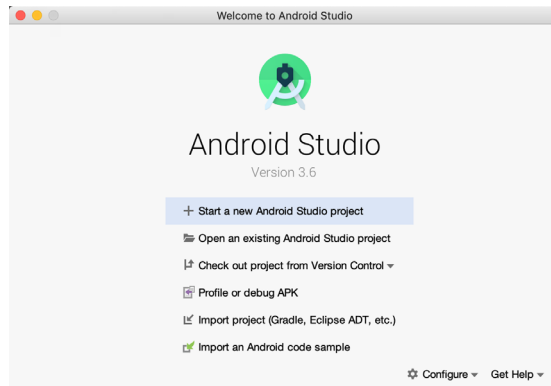 Welcome to Android Studio
Android Studio
Version 3.6
Start a new Android Studio project
Open an existing Android Studio project
Check out project from Version Control
Profile or debug APK
Import project (Gradle, Eclipse ADT, etc.)
Import an Android code sample
Configure Get Help